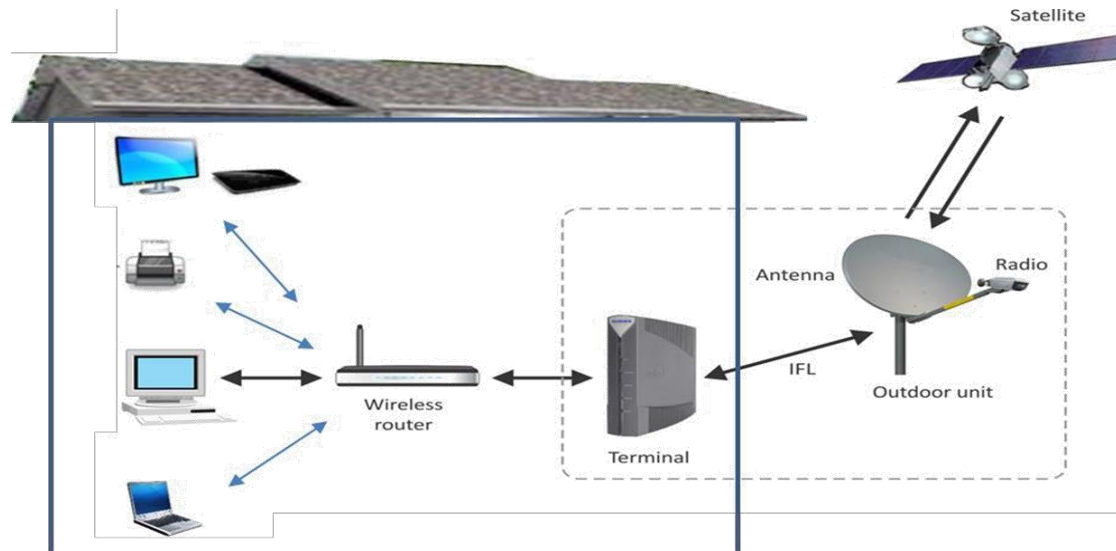 Satellite
Antenna
Radio
IFL
Outdoor unit
Wireless
router
Terminal